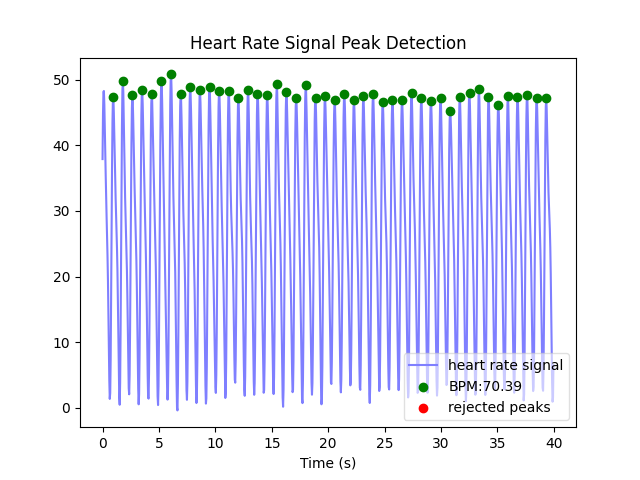 Heart Rate Signal Peak Detection
50
40
30
20
10
0
heart rate signal
BPM:70.39
rejected peaks
0 5 10 15 20 25 30 35 40
Time (s)